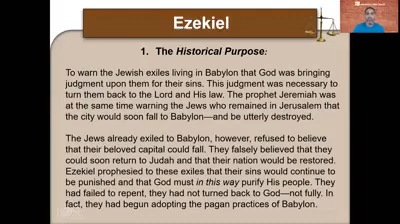 Ezekiel
1. The Historical Purpose:
To warn the Jewish exiles living in Babylon that God was bringing
judgment upon them for their sins. This judgment was necessary to
turn them back to the Lord and His law. The prophet Jeremiah was
at the same time warning the Jews who remained in Jerusalem that
the city would soon fall to Babylon—and be utterly destroyed.
The Jews already exiled to Babylon, however, refused to believe
that their beloved capital could fall. They falsely believed that they
could soon return to Judah and that their nation would be restored.
Ezekiel prophesied to these exiles that their sins would continue to
be punished and that God must in this way purify His people. They
had failed to repent, they had not turned back to God—not fully. In
fact, they had begun adopting the pagan practices of Babylon.